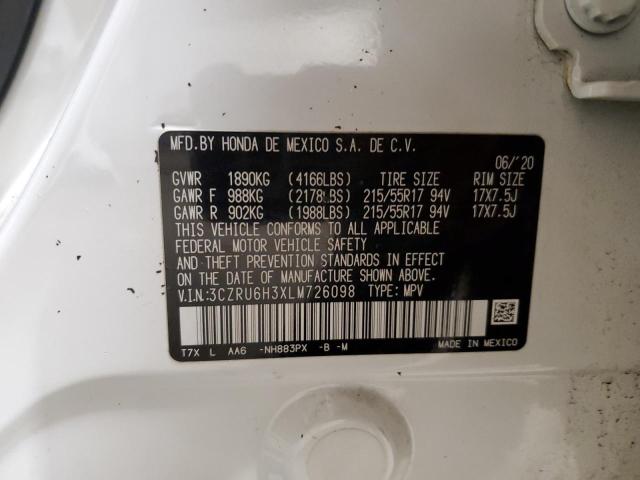 MFD.BY HONDA DE MEXICO S.A. DE C.V.
06/'20
GVWR 1890KG (4166LBS) TIRE SIZE RIM SIZE
GAWR F 988KG (2178LBS) 215/55R17 94V 17X7.5J
GAWR R 902KG (1988LBS) 215/55R17 94V 17X7.5J
THIS VEHICLE CONFORMS TO ALL APPLICABLE
FEDERAL MOTOR VEHICLE SAFETY
AND THEFT PREVENTION STANDARDS IN EFFECT
ON THE DATE OF MANUFACTURE SHOWN ABOVE.
V.I.N.:3CZRU6H3XLM726098 TYPE: MPV
T7X L AA6 -NH883PX -B -M
MADE IN MEXICO